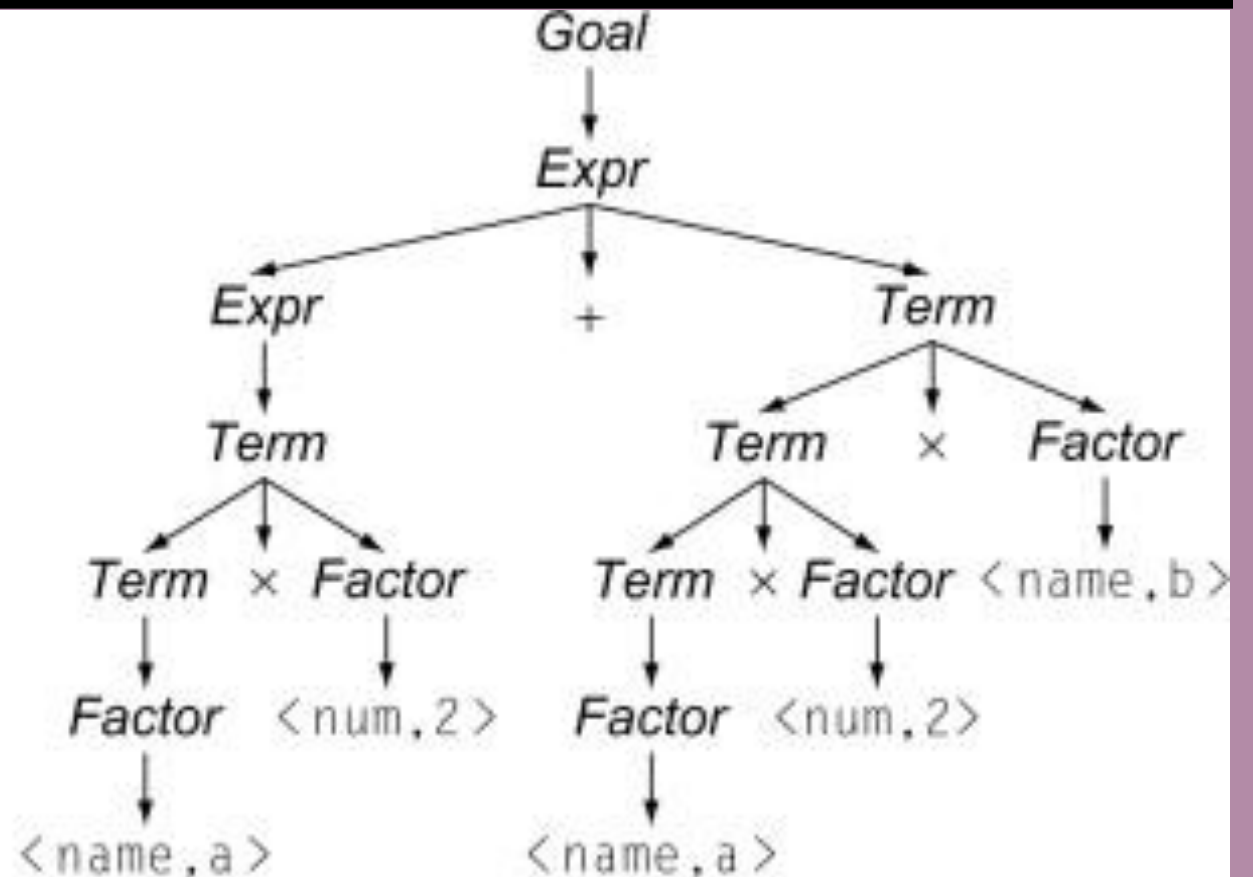 Goal
Expr
Expr + Term
Term Term × Factor
Term × Factor Term × Factor <name,b>
Factor <num,2> Factor <num,2>
<name,a> <name,a>